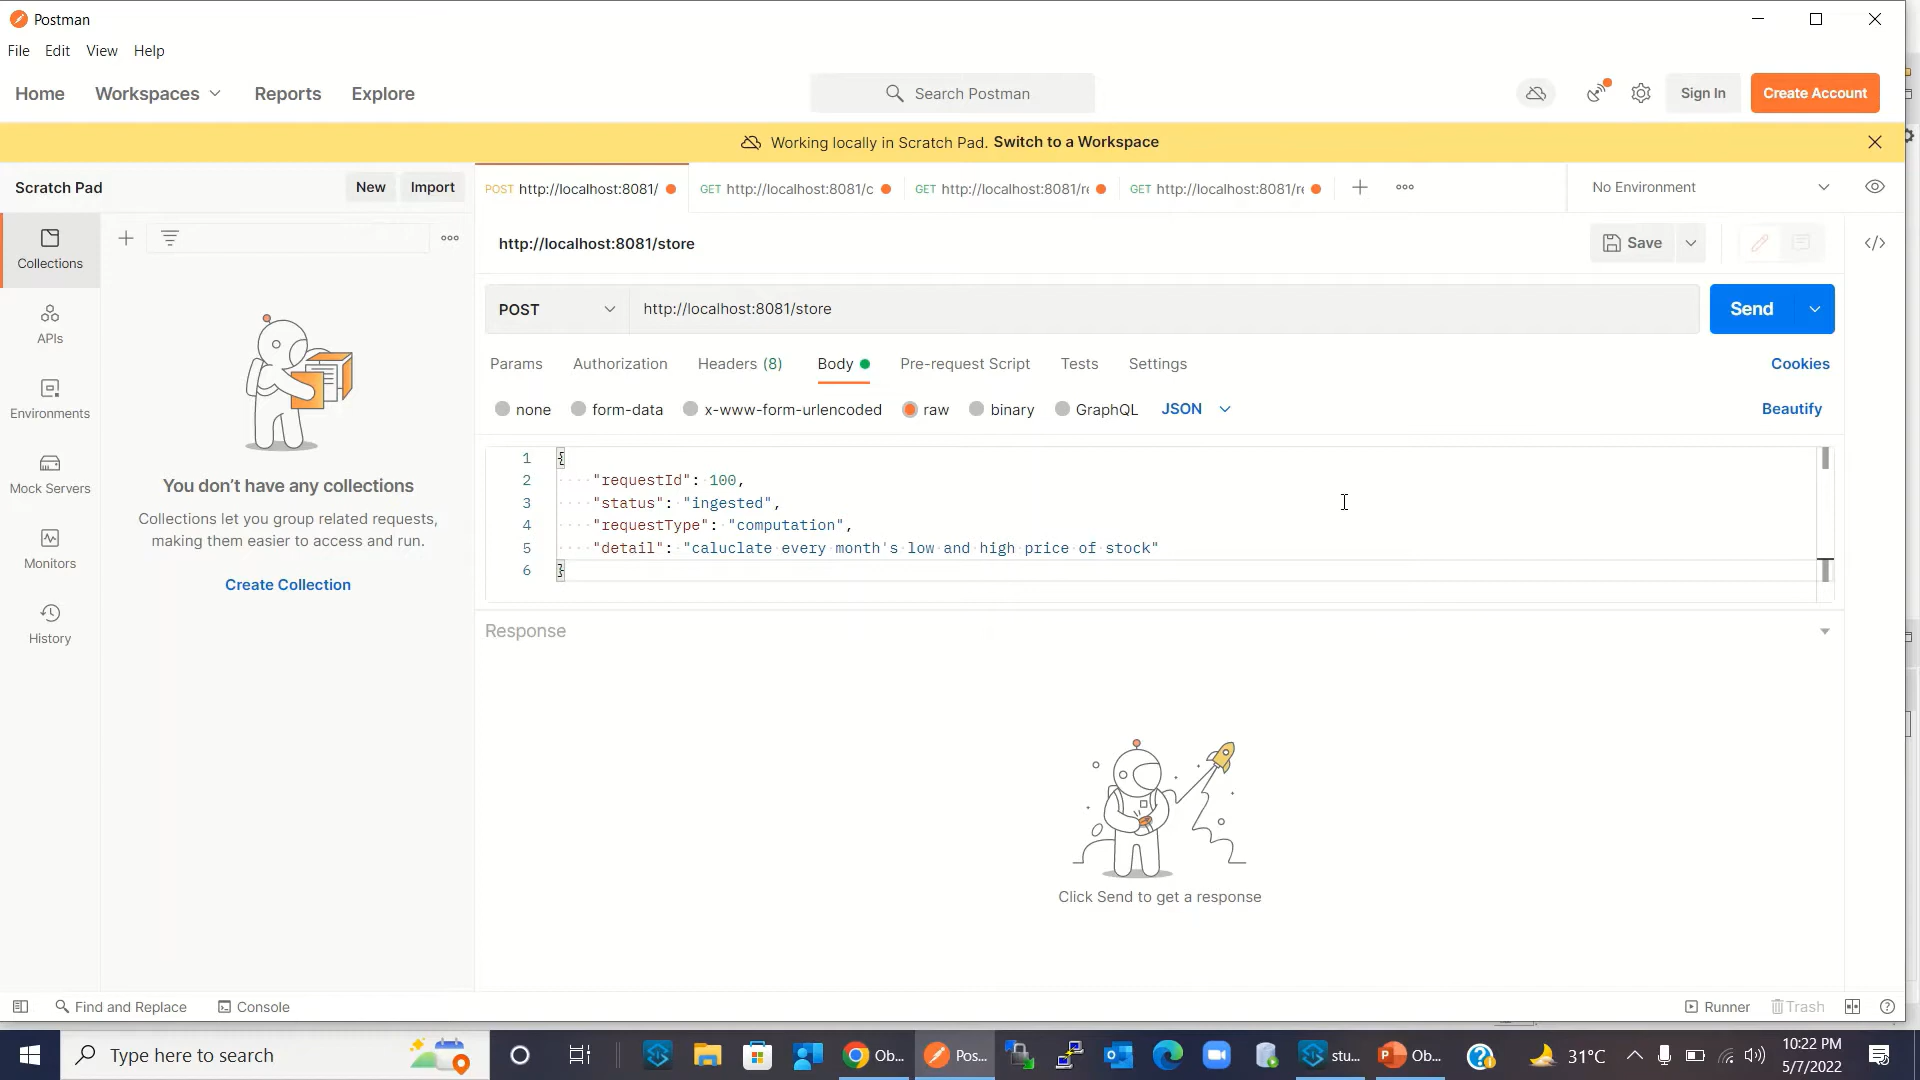 Postman
File Edit View Help
Home Workspaces Reports Explore Search Postman Sign In Create Account
Working locally in Scratch Pad. Switch to a Workspace
Scratch Pad New Import
POST http://localhost:8081/ GET http://localhost:8081/c GET http://localhost:8081/re GET http://localhost:8081/re No Environment
Collections
APIs
Environments
Mock Servers
Monitors
History
You don't have any collections
Collections let you group related requests,
making them easier to access and run.
Create Collection
http://localhost:8081/store Save
POST http://localhost:8081/store Send
Params Authorization Headers (8) Body Pre-request Script Tests Settings Cookies
none form-data x-www-form-urlencoded raw binary GraphQL JSON Beautify
1 {
2 "requestId": 100,
3 "status": "ingested",
4 "requestType": "computation",
5 "detail": "caluclate every month's low and high price of stock"
6 }
Response
Click Send to get a response
Find and Replace Console Runner Trash
Type here to search Ob... Pos... stu... Ob... 31°C 10:22 PM
5/7/2022